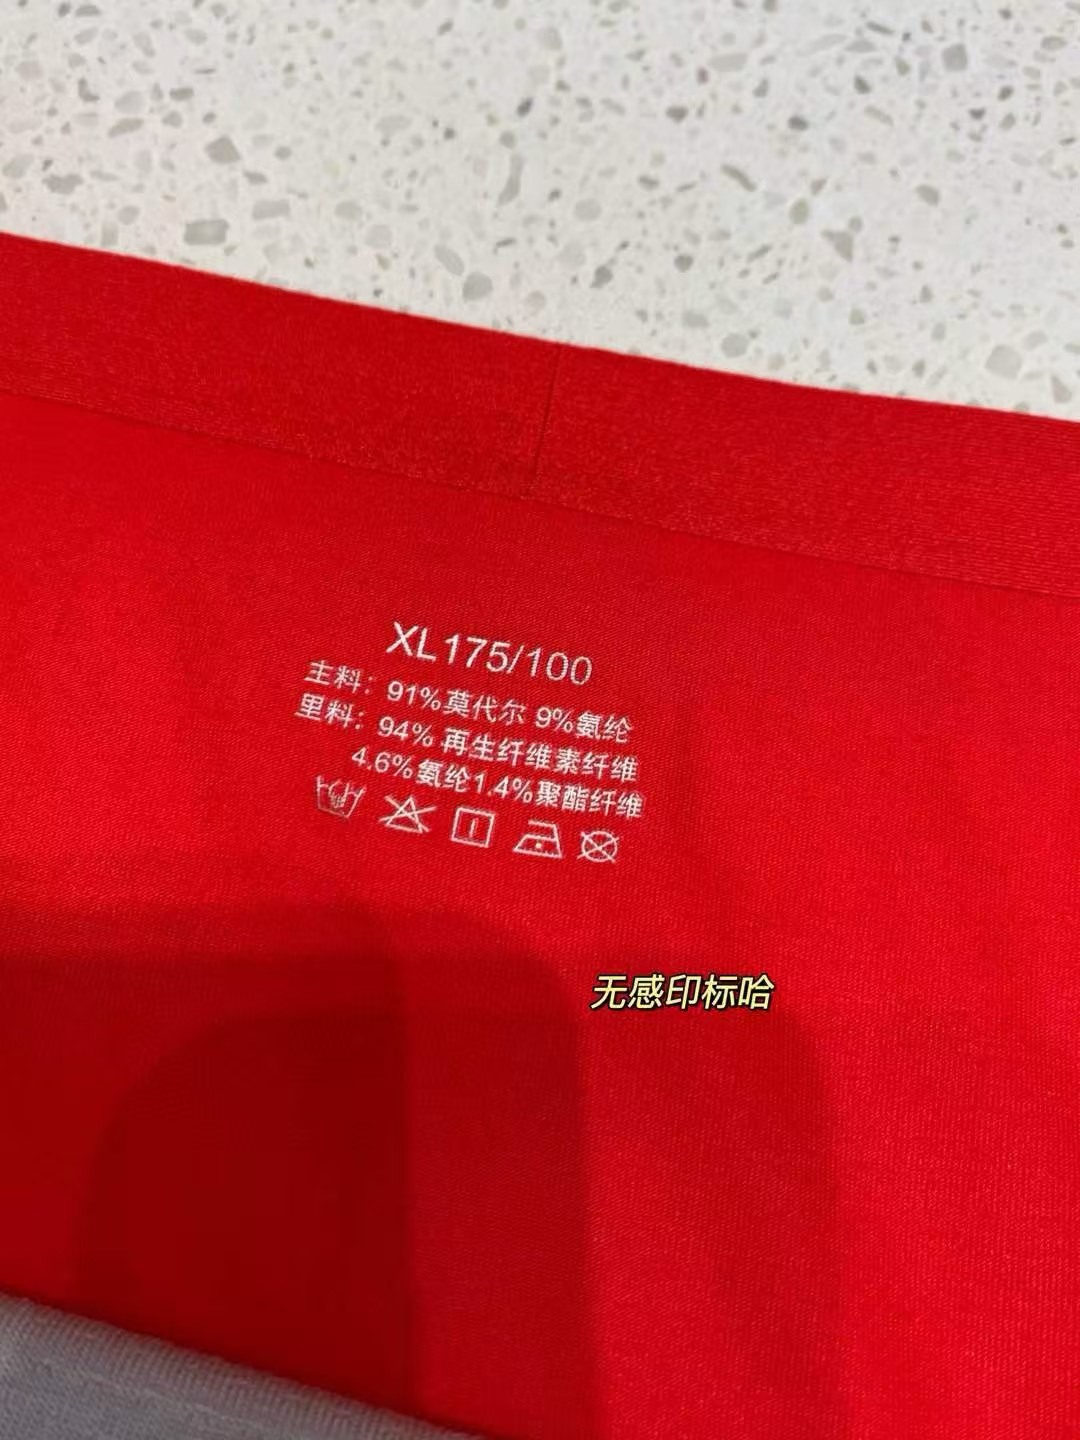 XL175/100
主料：91%莫代尔 9%氨纶
里料：94% 再生纤维素纤维
4.6%氨纶1.4%聚酯纤维
无感印标哈